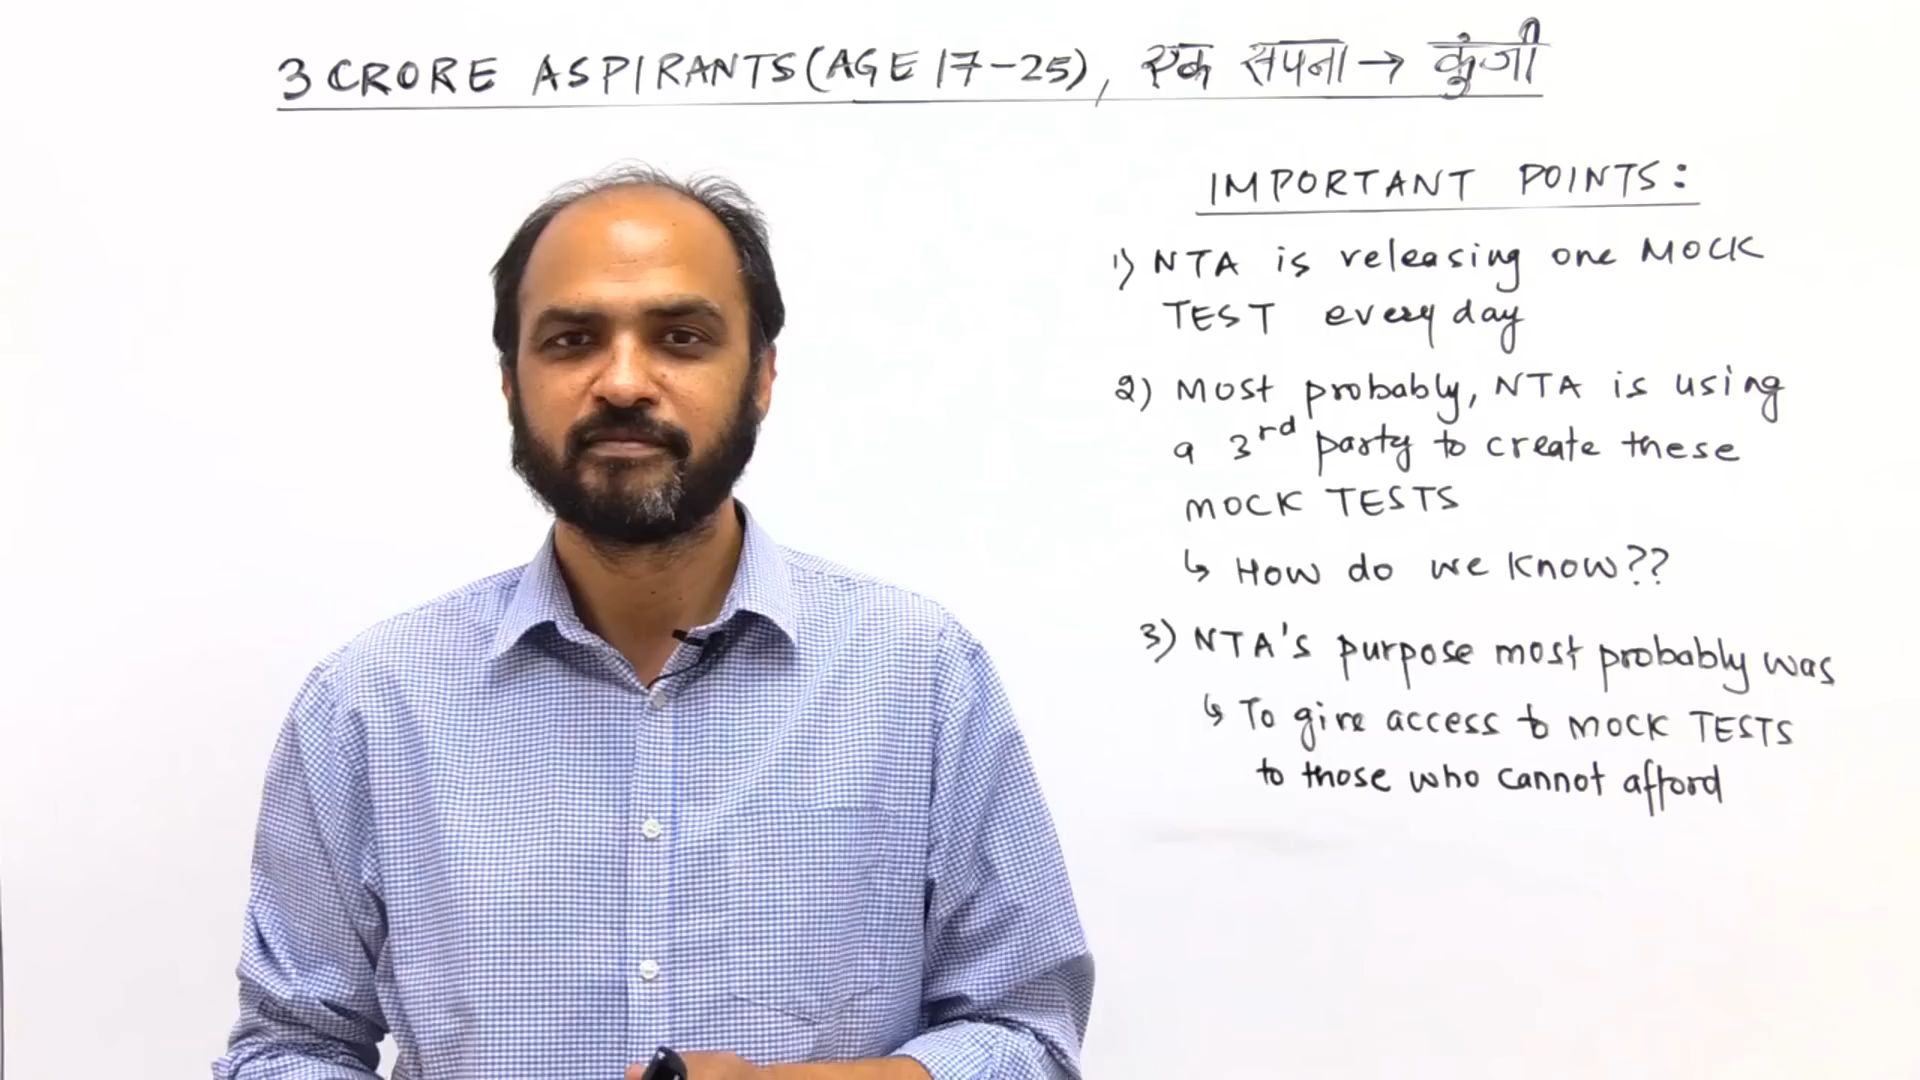 3 CRORE ASPIRANTS (AGE 17-25), एक सपना → कुंजी
IMPORTANT POINTS:
1) NTA is releasing one MOCK
TEST every day
2) Most probably, NTA is using
a 3rd party to create these
MOCK TESTS
↳ How do we know??
3) NTA's purpose most probably was
↳ To give access to MOCK TESTS
to those who cannot afford